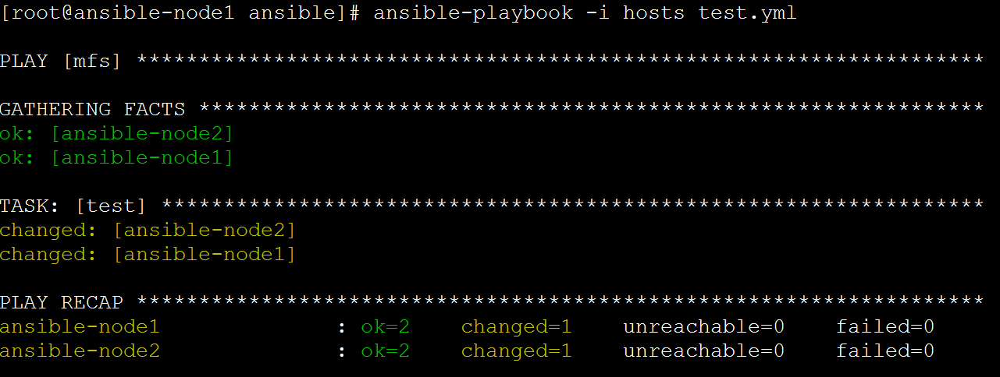 [root@ansible-node1 ansible]# ansible-playbook -i hosts test.yml
PLAY [mfs] ********************************************************************
GATHERING FACTS ***************************************************************
ok: [ansible-node2]
ok: [ansible-node1]
TASK: [test] ******************************************************************
changed: [ansible-node2]
changed: [ansible-node1]
PLAY RECAP ********************************************************************
ansible-node1              : ok=2    changed=1    unreachable=0    failed=0
ansible-node2              : ok=2    changed=1    unreachable=0    failed=0